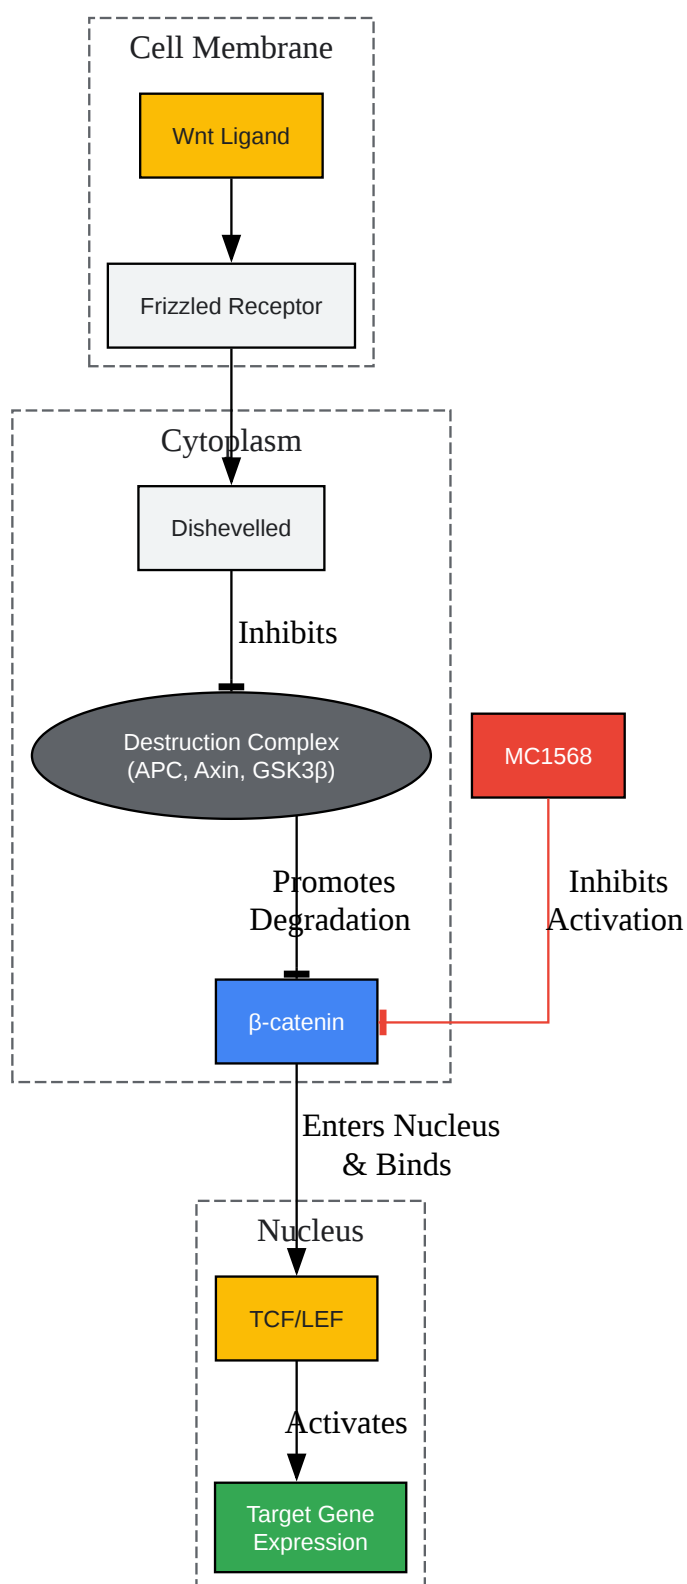 Cell Membrane
Wnt Ligand
Frizzled Receptor
Cytoplasm
Dishevelled
Inhibits
Destruction Complex
(APC, Axin, GSK3β)
MC1568
Promotes
Degradation
Inhibits
Activation
β-catenin
Enters Nucleus
& Binds
Nucleus
TCF/LEF
Activates
Target Gene
Expression